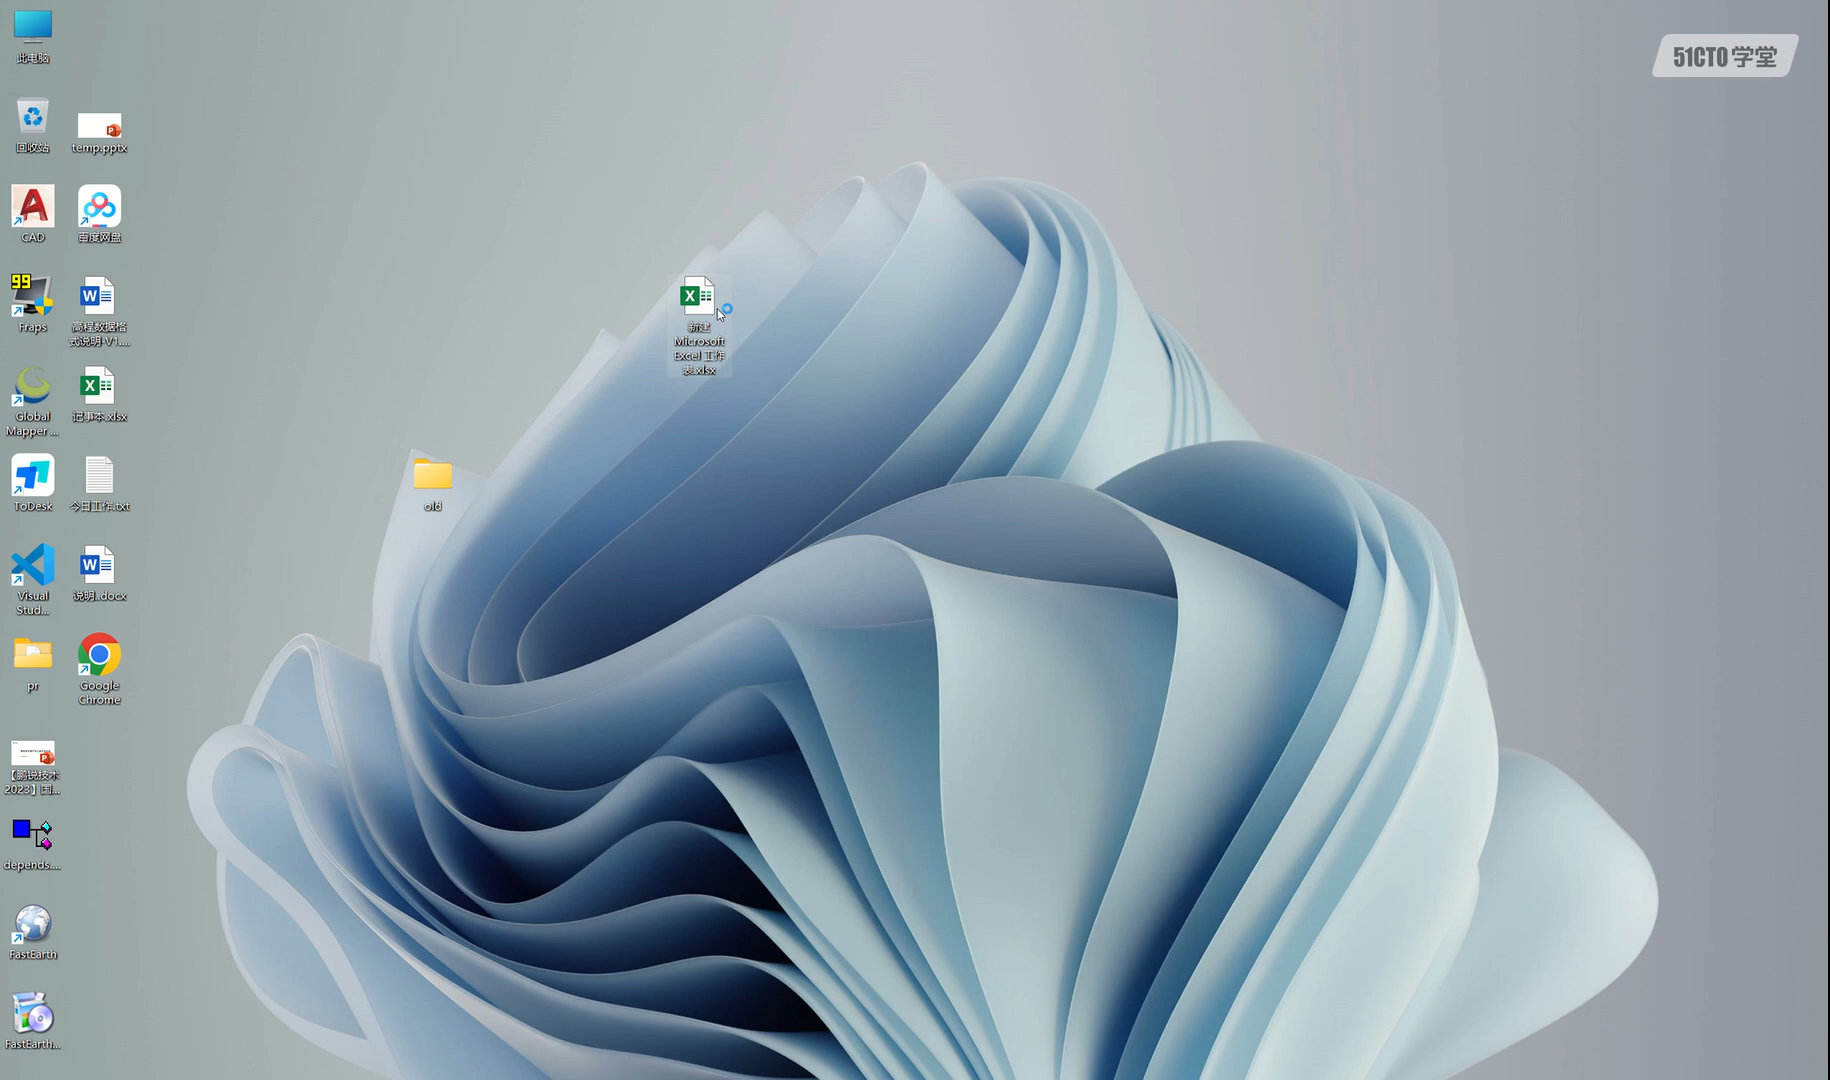 51CTO学堂
此电脑
回收站
temp.pptx
CAD
百度网盘
99
Fraps
高程数据格
式说明-V1....
Global
Mapper ...
记事本.xlsx
ToDesk
今日工作.txt
Visual
Stud...
说明..docx
pr
Google
Chrome
【鹏锐技术
2023】国...
depends....
FastEarth
FastEarth...
新建
Microsoft
Excel 工作
表.xlsx
old